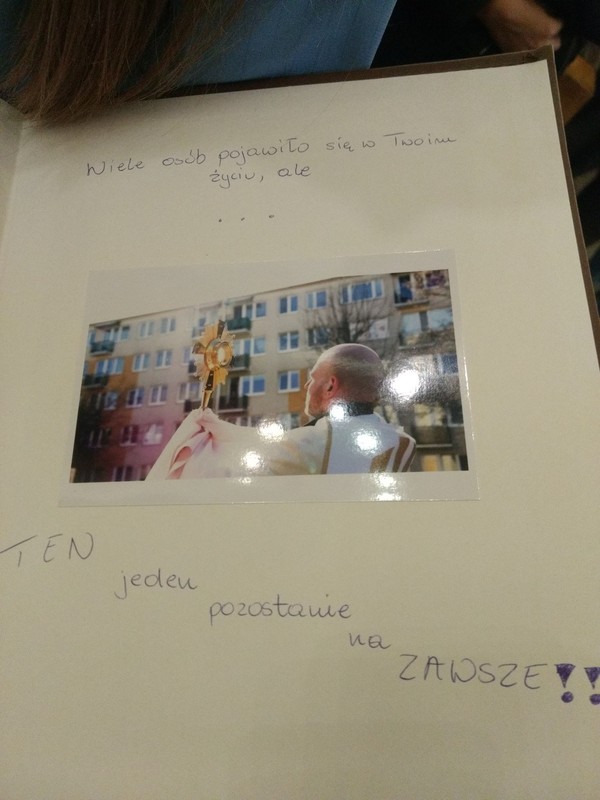 Wiele osób pojawiło się w Twoim
życiu, ale
...
TEN
jeden
pozostanie
na
ZAWSZE!!